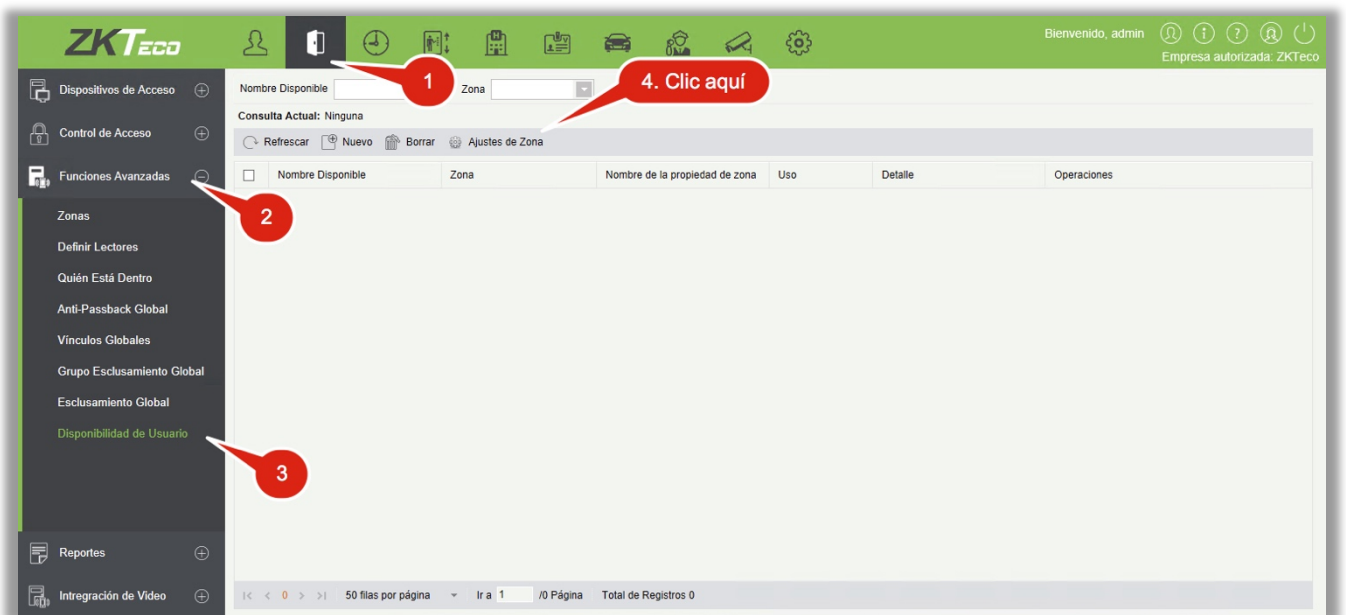 ZKTeco
Bienvenido, admin
Empresa autorizada: ZKTeco
1
4. Clic aquí
Dispositivos de Acceso
Control de Acceso
Funciones Avanzadas
2
Zonas
Definir Lectores
Quién Está Dentro
Anti-Passback Global
Vínculos Globales
Grupo Esclusamiento Global
Esclusamiento Global
Disponibilidad de Usuario
3
Reportes
Intregración de Video
Nombre Disponible Zona
Consulta Actual: Ninguna
Refrescar Nuevo Borrar Ajustes de Zona
Nombre Disponible Zona Nombre de la propiedad de zona Uso Detalle Operaciones
|< < 0 > >| 50 filas por página Ir a 1 /0 Página Total de Registros 0